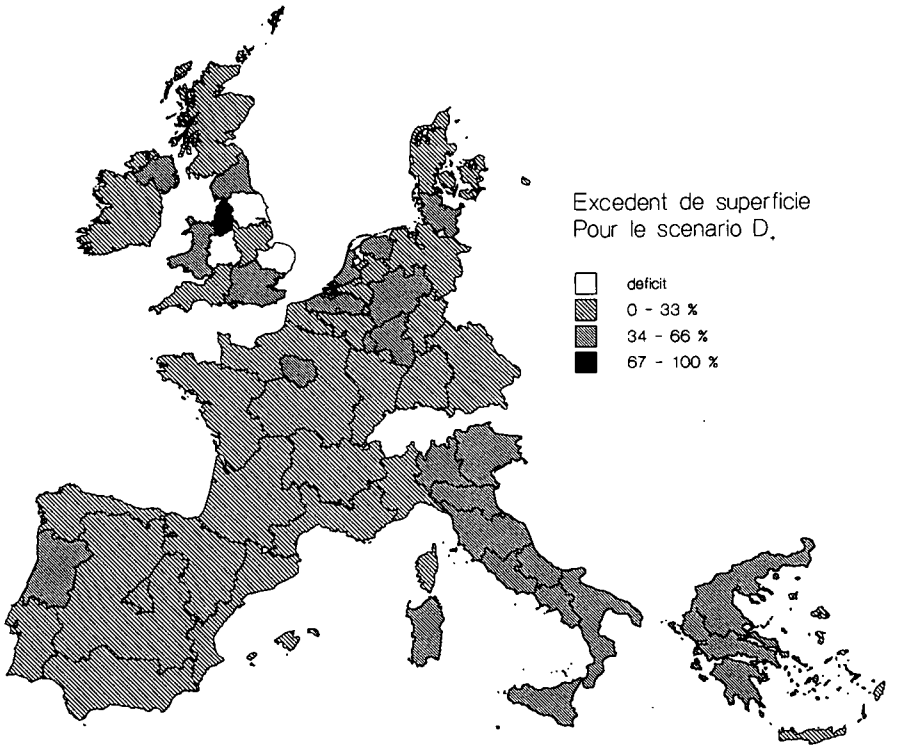 Excedent de superficie
Pour le scenario D+
deficit
0 - 33 %
34 - 66 %
67 - 100 %